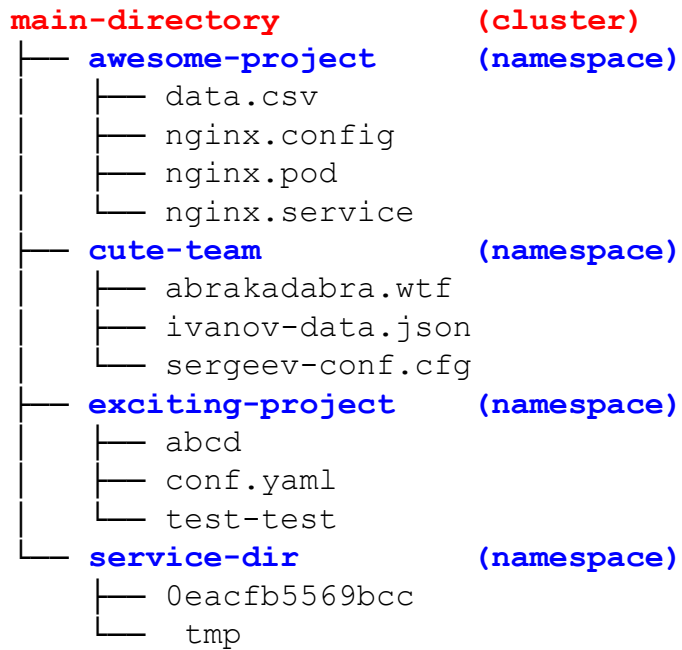 main-directory (cluster)
├── awesome-project (namespace)
│   ├── data.csv
│   ├── nginx.config
│   ├── nginx.pod
│   └── nginx.service
├── cute-team (namespace)
│   ├── abrakadabra.wtf
│   ├── ivanov-data.json
│   └── sergeev-conf.cfg
├── exciting-project (namespace)
│   ├── abcd
│   ├── conf.yaml
│   └── test-test
└── service-dir (namespace)
    ├── 0eacfb5569bcc
    └── tmp